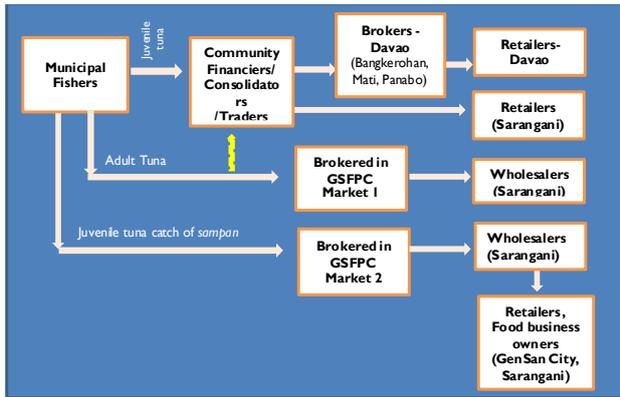 Municipal
Fishers
Juvenile
tuna
Community
Financiers/
Consolidato
rs
/Traders
Brokers -
Davao
(Bangkerohan,
Mati, Panabo)
Retailers-
Davao
Retailers
(Sarangani)
Adult Tuna
Brokered in
GSFPC
Market 1
Wholesalers
(Sarangani)
Juvenile tuna catch of sampan
Brokered in
GSFPC
Market 2
Wholesalers
(Sarangani)
Retailers,
Food business
owners
(GenSan City,
Sarangani)